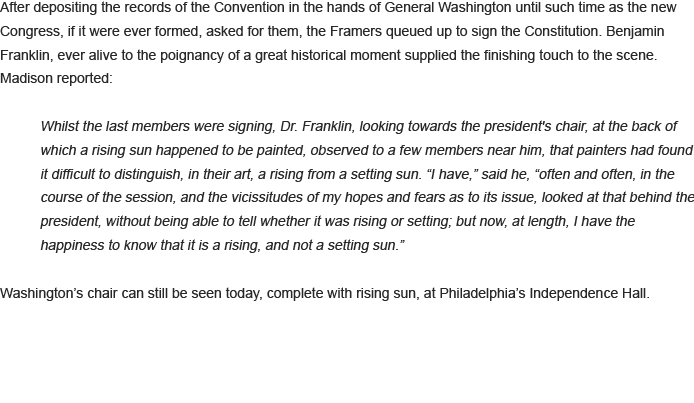 After depositing the records of the Convention in the hands of General Washington until such time as the new
Congress, if it were ever formed, asked for them, the Framers queued up to sign the Constitution. Benjamin
Franklin, ever alive to the poignancy of a great historical moment supplied the finishing touch to the scene.
Madison reported:
Whilst the last members were signing, Dr. Franklin, looking towards the president's chair, at the back of
which a rising sun happened to be painted, observed to a few members near him, that painters had found
it difficult to distinguish, in their art, a rising from a setting sun. “I have,” said he, “often and often, in the
course of the session, and the vicissitudes of my hopes and fears as to its issue, looked at that behind the
president, without being able to tell whether it was rising or setting; but now, at length, I have the
happiness to know that it is a rising, and not a setting sun.”
Washington’s chair can still be seen today, complete with rising sun, at Philadelphia’s Independence Hall.